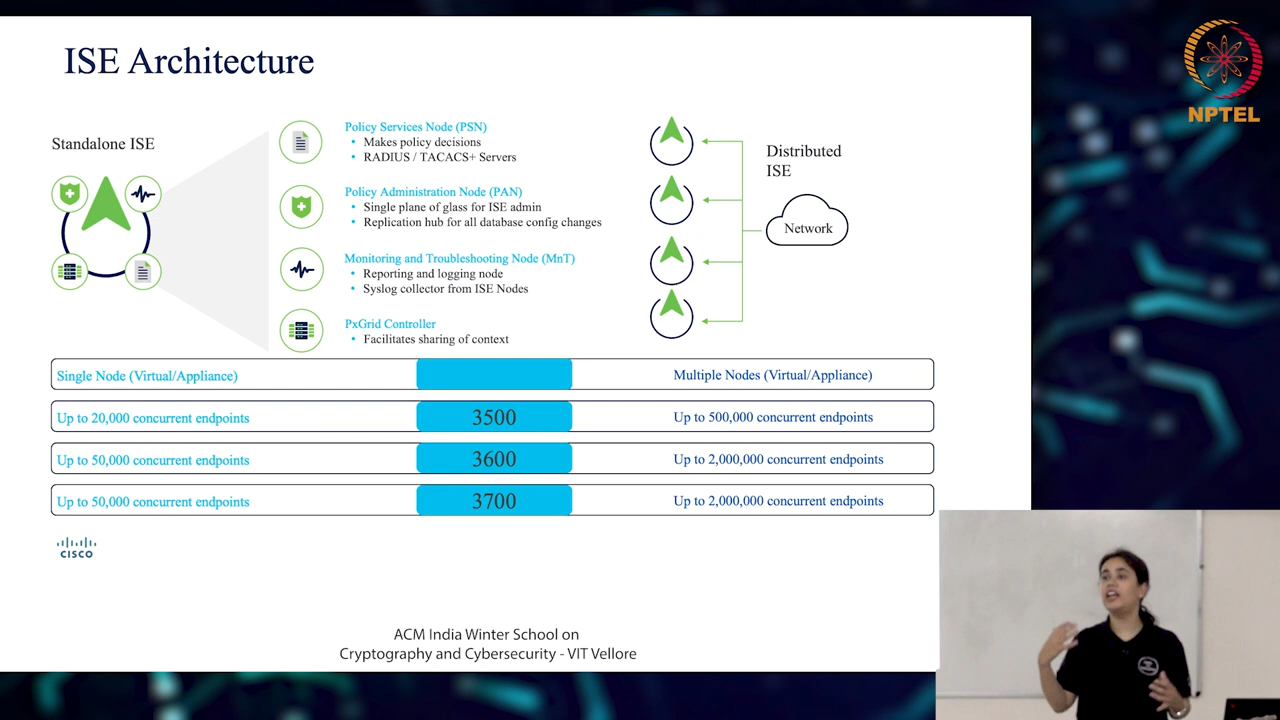 ISE Architecture
NPTEL
Standalone ISE
Policy Services Node (PSN)
• Makes policy decisions
• RADIUS / TACACS+ Servers
Policy Administration Node (PAN)
• Single plane of glass for ISE admin
• Replication hub for all database config changes
Monitoring and Troubleshooting Node (MnT)
• Reporting and logging node
• Syslog collector from ISE Nodes
PxGrid Controller
• Facilitates sharing of context
Distributed
ISE
Network
Single Node (Virtual/Appliance) Multiple Nodes (Virtual/Appliance)
Up to 20,000 concurrent endpoints 3500 Up to 500,000 concurrent endpoints
Up to 50,000 concurrent endpoints 3600 Up to 2,000,000 concurrent endpoints
Up to 50,000 concurrent endpoints 3700 Up to 2,000,000 concurrent endpoints
CISCO
ACM India Winter School on
Cryptography and Cybersecurity - VIT Vellore